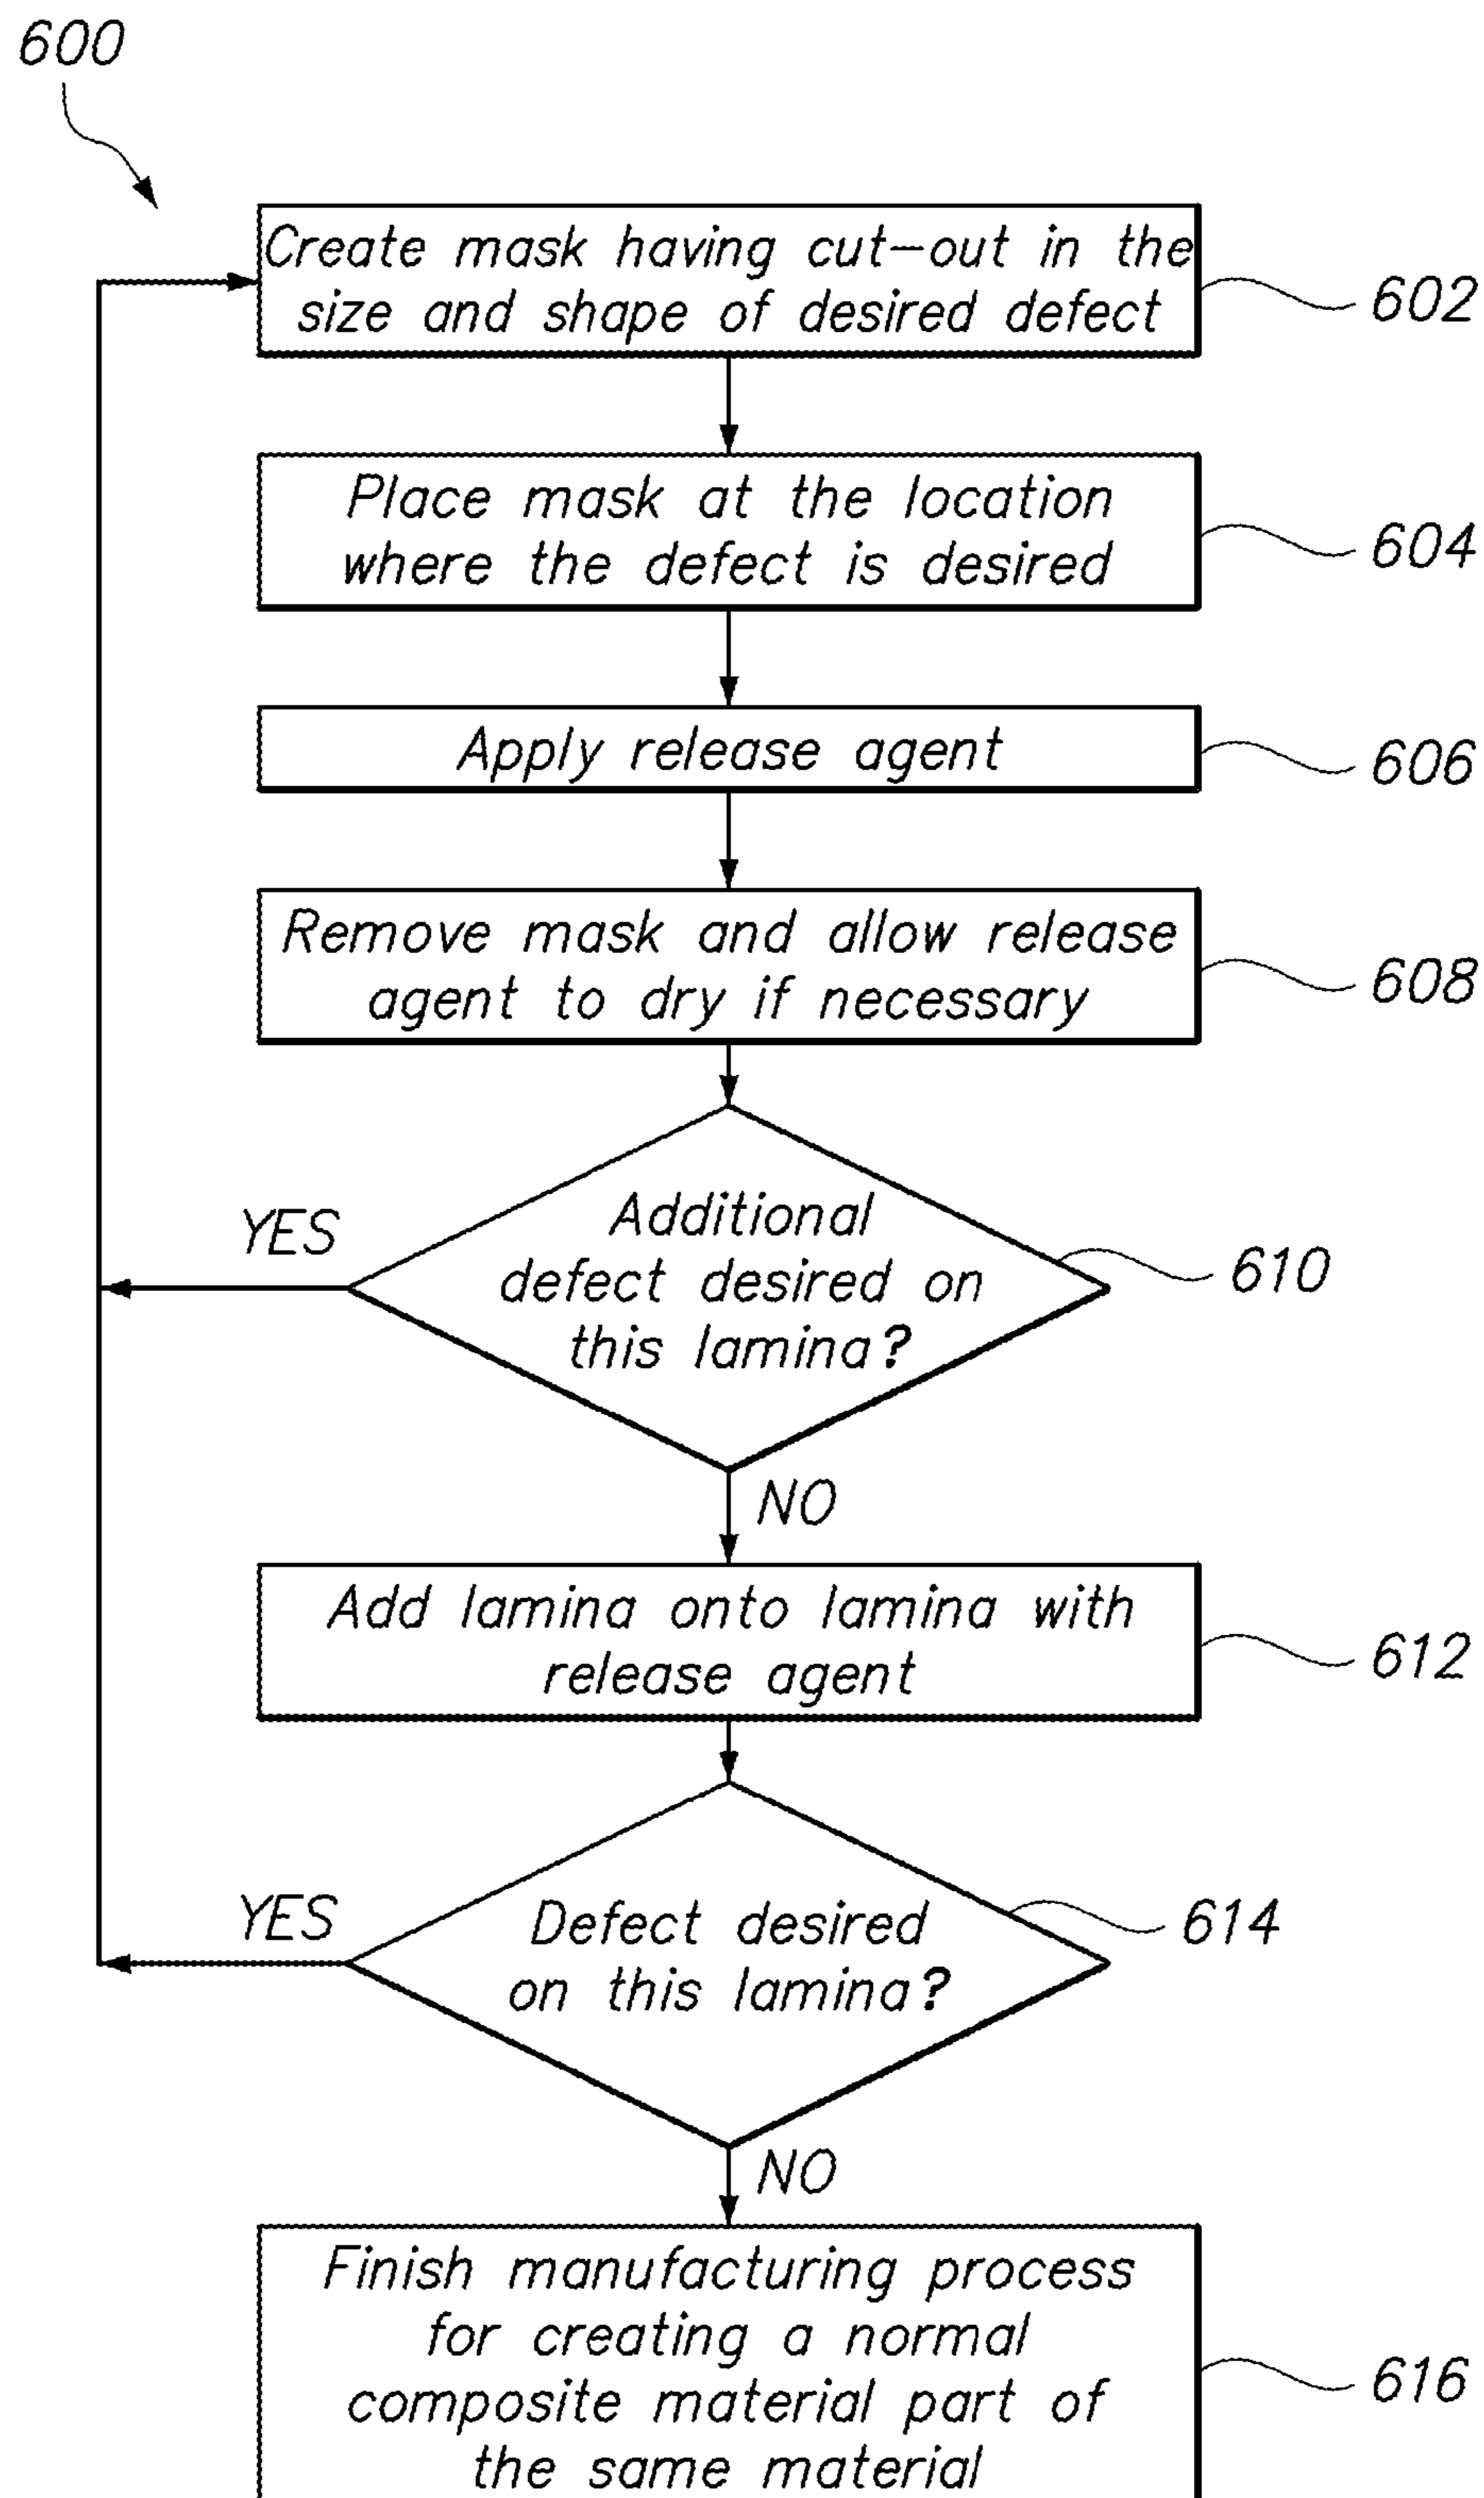 600
Create mask having cut-out in the
size and shape of desired defect
602
Place mask at the location
where the defect is desired
604
Apply release agent
606
Remove mask and allow release
agent to dry if necessary
608
YES
Additional
defect desired on
this lamina?
610
NO
Add lamina onto lamina with
release agent
612
YES
Defect desired
on this lamina?
614
NO
Finish manufacturing process
for creating a normal
composite material part of
the same material
616